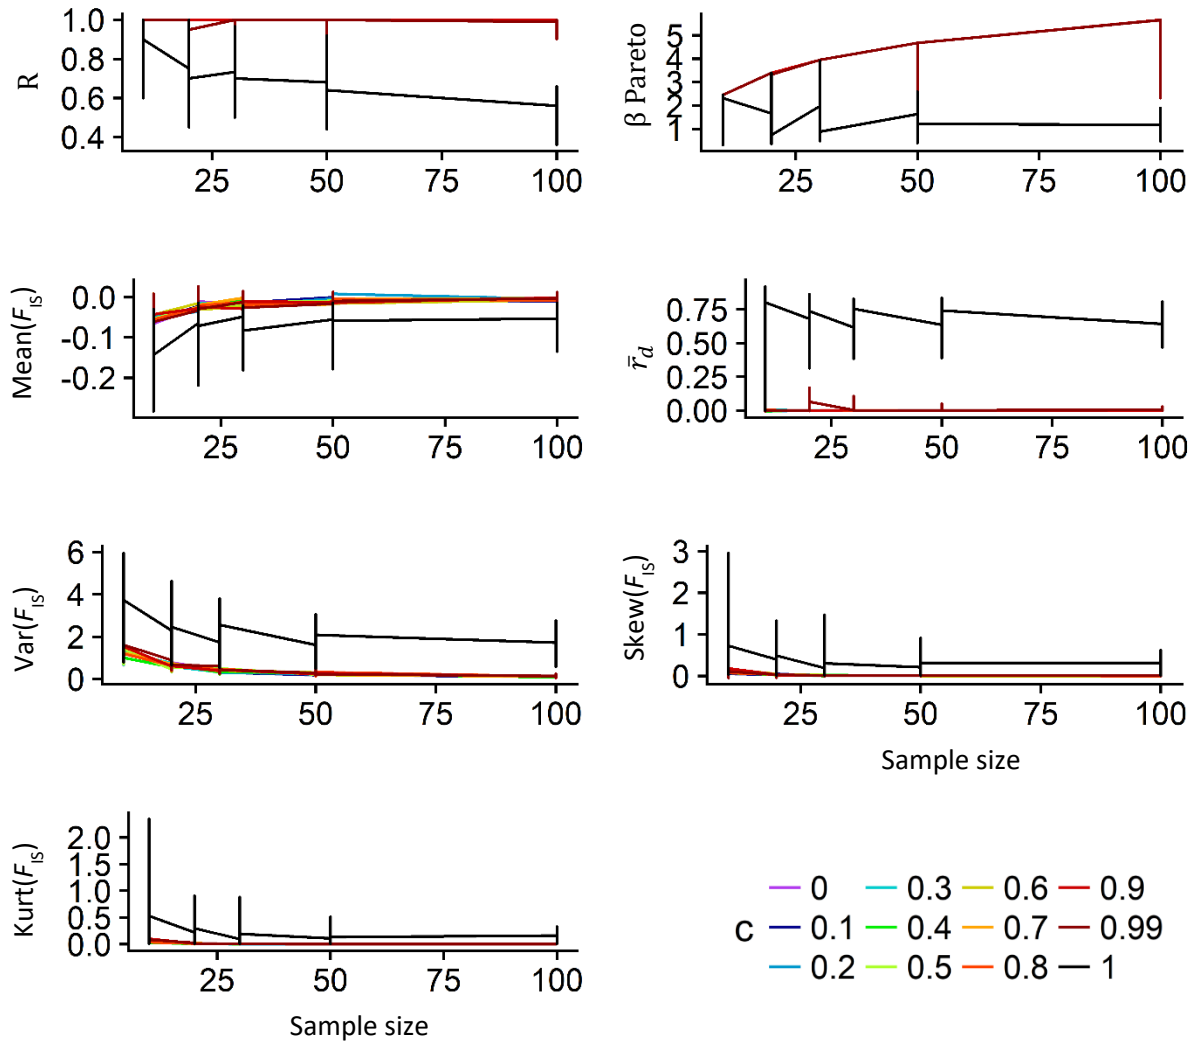 R
1.0
0.8
0.6
0.4
25 50 75 100
β Pareto
5
4
3
2
1
25 50 75 100
Mean(F_IS)
0.0
-0.1
-0.2
25 50 75 100
r̄_d
0.75
0.50
0.25
0.00
25 50 75 100
Var(F_IS)
6
4
2
0
25 50 75 100
Skew(F_IS)
3
2
1
0
25 50 75 100
Sample size
Kurt(F_IS)
2.0
1.5
1.0
0.5
0.0
25 50 75 100
Sample size
0 0.3 0.6 0.9
c 0.1 0.4 0.7 0.99
0.2 0.5 0.8 1